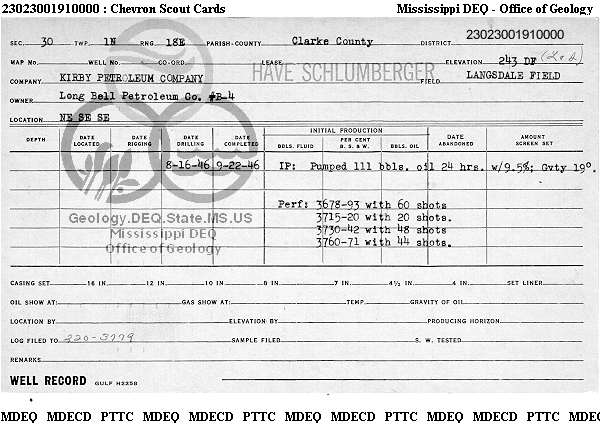 23023001910000 : Chevron Scout Cards Mississippi DEQ - Office of Geology
23023001910000
SEC. 30 TWP. 1N RNG. 18E PARISH-COUNTY Clarke County DISTRICT
MAP NO. WELL NO. CO-ORD. LEASE ELEVATION 243 DF
HAVE SCHLUMBERGER
COMPANY KIRBY PETROLEUM COMPANY FIELD LANGSDALE FIELD
OWNER Long Bell Petroleum Co. #B-4
LOCATION NE SE SE
DEPTH DATE LOCATED DATE RIGGING DATE DRILLING DATE COMPLETED INITIAL PRODUCTION BBLS. FLUID PER CENT B. S. & W. BBLS. OIL DATE ABANDONED AMOUNT SCREEN SET
8-16-46 9-22-46 IP: Pumped 111 bbls. oil 24 hrs. w/9.5%; Gvty 19°.
Perf: 3678-93 with 60 shots
3715-20 with 20 shots.
3730-42 with 48 shots
3760-71 with 44 shots.
Geology.DEQ.State.MS.US
Mississippi DEQ
Office of Geology
CASING SET: 16 IN. 12 IN. 10 IN. 8 IN. 7 IN. 4½ IN. 4 IN. SET LINER
OIL SHOW AT: GAS SHOW AT: TEMP. GRAVITY OF OIL
LOCATION BY ELEVATION BY PRODUCING HORIZON
LOG FILED TO 220-3779 SAMPLE FILED S. W. TESTED
REMARKS
WELL RECORD GULF H2258
MDEQ MDECD PTTC MDEQ MDECD PTTC MDEQ MDECD PTTC MDEQ MDECD PTTC MDE